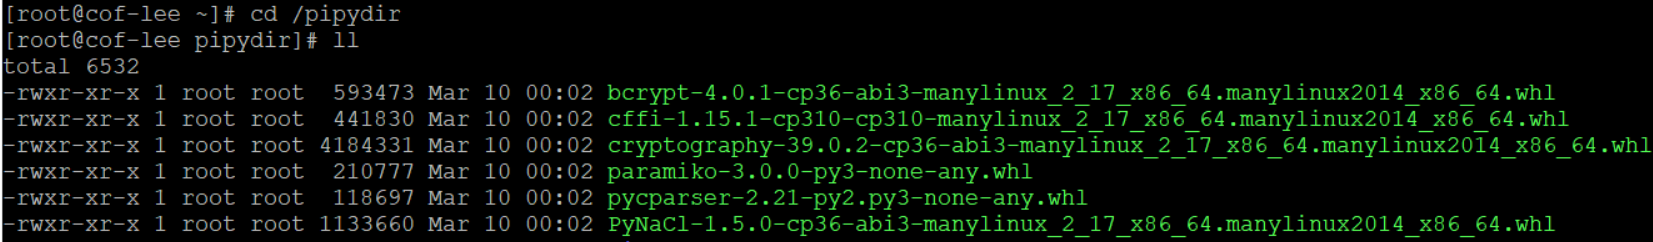 [root@cof-lee ~]# cd /pipydir
[root@cof-lee pipydir]# ll
total 6532
-rwxr-xr-x 1 root root  593473 Mar 10 00:02 bcrypt-4.0.1-cp36-abi3-manylinux_2_17_x86_64.manylinux2014_x86_64.whl
-rwxr-xr-x 1 root root  441830 Mar 10 00:02 cffi-1.15.1-cp310-cp310-manylinux_2_17_x86_64.manylinux2014_x86_64.whl
-rwxr-xr-x 1 root root 4184331 Mar 10 00:02 cryptography-39.0.2-cp36-abi3-manylinux_2_17_x86_64.manylinux2014_x86_64.whl
-rwxr-xr-x 1 root root  210777 Mar 10 00:02 paramiko-3.0.0-py3-none-any.whl
-rwxr-xr-x 1 root root  118697 Mar 10 00:02 pycparser-2.21-py2.py3-none-any.whl
-rwxr-xr-x 1 root root 1133660 Mar 10 00:02 PyNaCl-1.5.0-cp36-abi3-manylinux_2_17_x86_64.manylinux2014_x86_64.whl